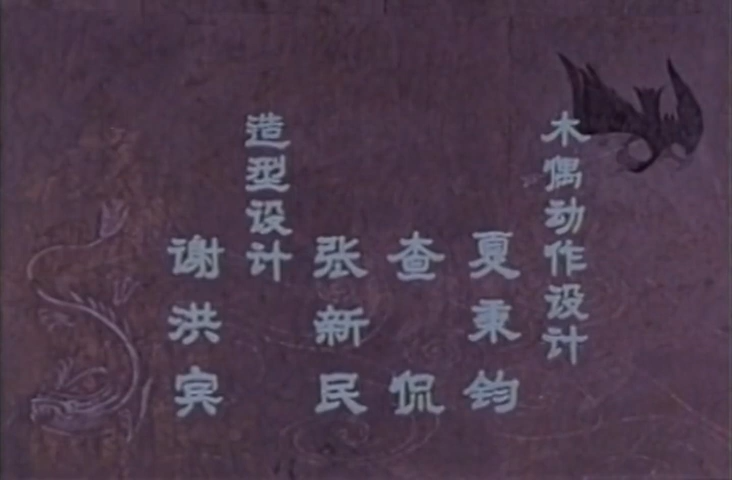 木偶动作设计
夏秉钧
查侃
张新民
造型设计
谢洪宾